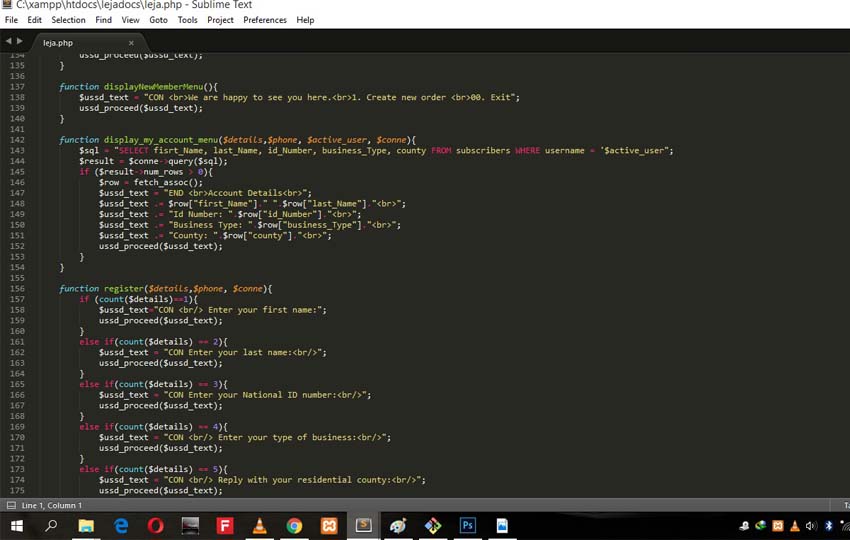 C:\xampp\htdocs\lejadocs\leja.php - Sublime Text
File Edit Selection Find View Goto Tools Project Preferences Help
leja.php ×
134 ussd_proceed($ussd_text);
135 }
136
137 function displayNewMemberMenu(){
138 $ussd_text = "CON <br>We are happy to see you here.<br>1. Create new order <br>00. Exit";
139 ussd_proceed($ussd_text);
140 }
141
142 function display_my_account_menu($details,$phone, $active_user, $conne){
143 $sql = "SELECT fisrt_Name, last_Name, id_Number, business_Type, county FROM subscribers WHERE username = '$active_user";
144 $result = $conne->query($sql);
145 if ($result->num_rows > 0){
146 $row = fetch_assoc();
147 $ussd_text = "END <br>Account Details<br>";
148 $ussd_text .= $row["first_Name"]." ".$row["last_Name"]."<br>";
149 $ussd_text .= "Id Number: ".$row["id_Number"]."<br>";
150 $ussd_text .= "Business Type: ".$row["business_Type"]."<br>";
151 $ussd_text .= "County: ".$row["county"]."<br>";
152 ussd_proceed($ussd_text);
153 }
154 }
155
156 function register($details,$phone, $conne){
157 if (count($details)==1){
158 $ussd_text="CON <br/> Enter your first name:";
159 ussd_proceed($ussd_text);
160 }
161 else if(count($details) == 2){
162 $ussd_text = "CON Enter your last name:<br/>";
163 ussd_proceed($ussd_text);
164 }
165 else if(count($details) == 3){
166 $ussd_text = "CON Enter your National ID number:<br/>";
167 ussd_proceed($ussd_text);
168 }
169 else if(count($details) == 4){
170 $ussd_text = "CON <br/> Enter your type of business:<br/>";
171 ussd_proceed($ussd_text);
172 }
173 else if(count($details) == 5){
174 $ussd_text = "CON <br/> Reply with your residential county:<br/>";
175 ussd_proceed($ussd_text);
Line 1, Column 1